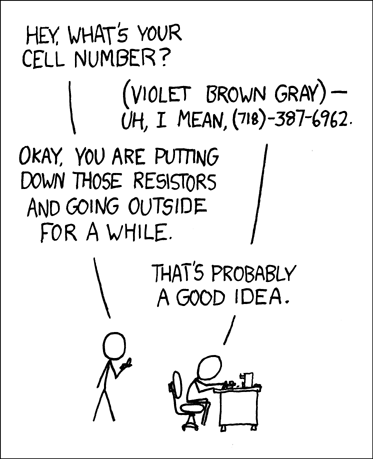 HEY, WHAT'S YOUR
CELL NUMBER?
(VIOLET BROWN GRAY)—
UH, I MEAN, (718)-387-6962.
OKAY, YOU ARE PUTTING
DOWN THOSE RESISTORS
AND GOING OUTSIDE
FOR A WHILE.
THAT'S PROBABLY
A GOOD IDEA.